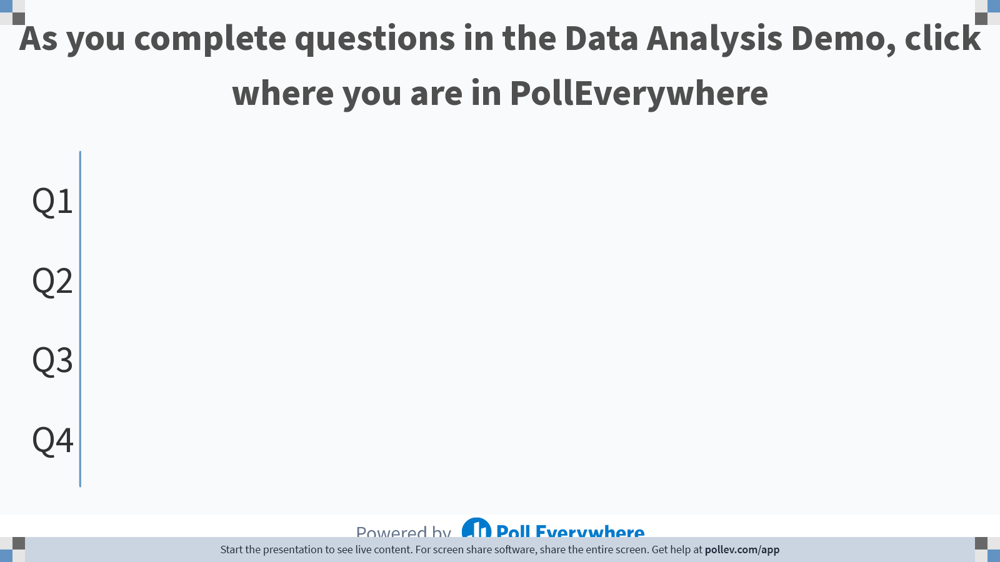 As you complete questions in the Data Analysis Demo, click
where you are in PollEverywhere
Q1
Q2
Q3
Q4
Powered by Poll Everywhere
Start the presentation to see live content. For screen share software, share the entire screen. Get help at pollev.com/app